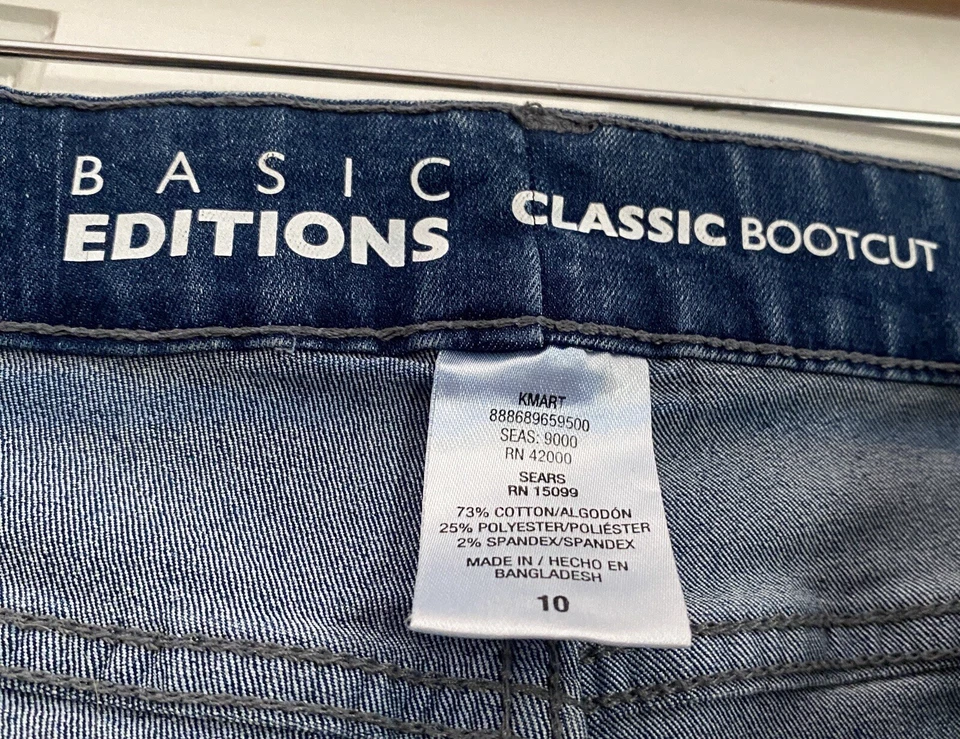 BASIC
EDITIONS
CLASSIC BOOTCUT
KMART
888689659500
SEAS: 9000
RN 42000
SEARS
RN 15099
73% COTTON/ALGODÓN
25% POLYESTER/POLIÉSTER
2% SPANDEX/SPANDEX
MADE IN / HECHO EN
BANGLADESH
10